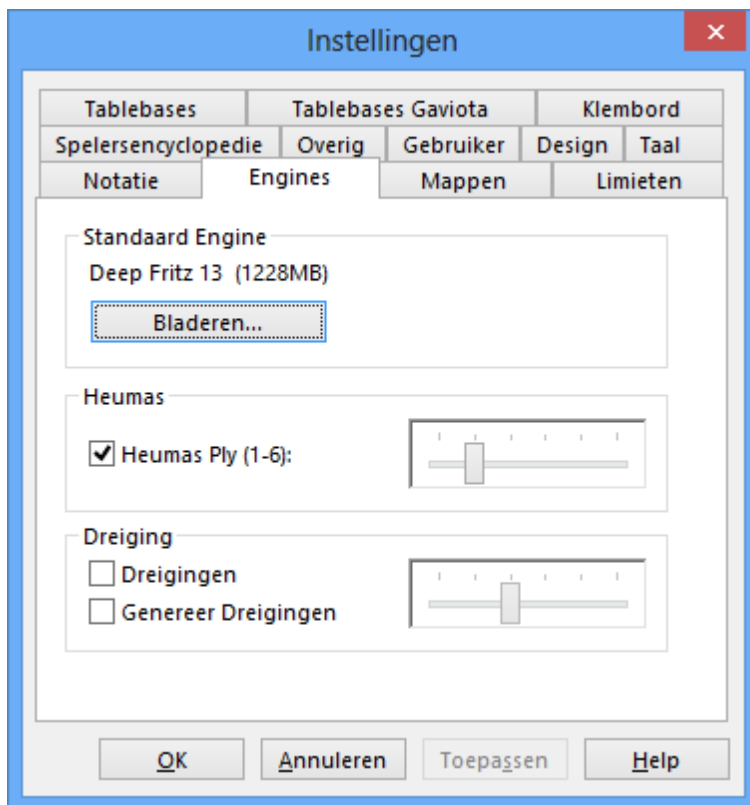 Instellingen
Tablebases Tablebases Gaviota Klembord
Spelersencyclopedie Overig Gebruiker Design Taal
Notatie Engines Mappen Limieten
Standaard Engine
Deep Fritz 13 (1228MB)
Bladeren...
Heumas
Heumas Ply (1-6):
Dreiging
Dreigingen
Genereer Dreigingen
OK Annuleren Toepassen Help